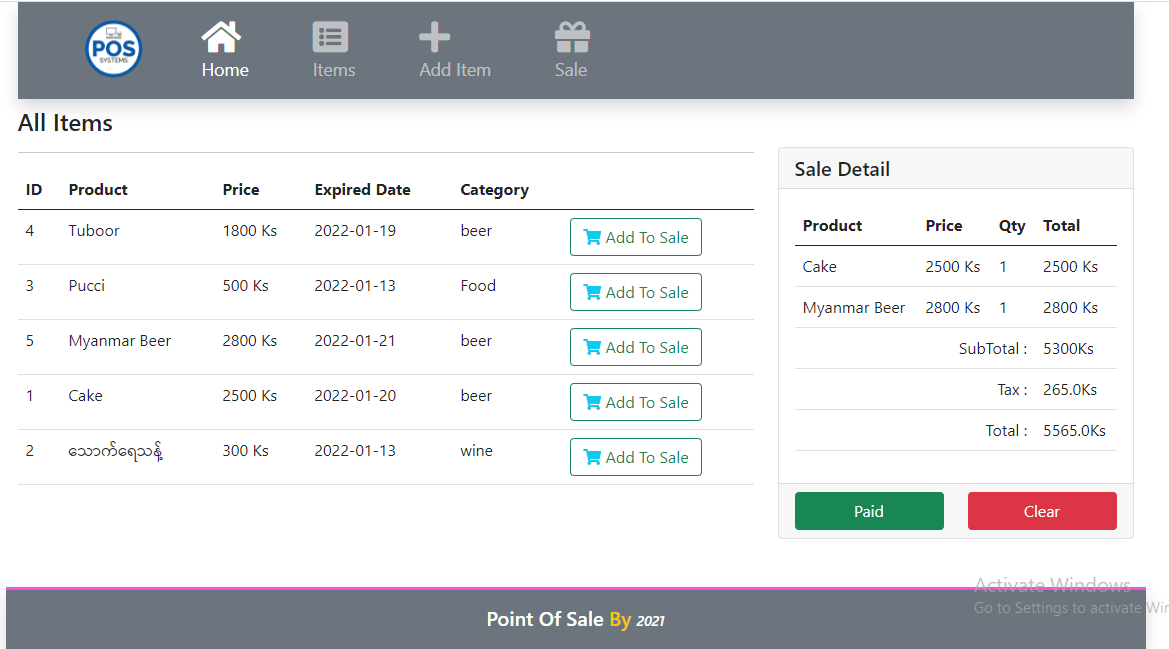 POS
SYSTEMS
Home Items Add Item Sale
All Items
ID Product Price Expired Date Category
4 Tuboor 1800 Ks 2022-01-19 beer Add To Sale
3 Pucci 500 Ks 2022-01-13 Food Add To Sale
5 Myanmar Beer 2800 Ks 2022-01-21 beer Add To Sale
1 Cake 2500 Ks 2022-01-20 beer Add To Sale
2 သောက်ရေသန့် 300 Ks 2022-01-13 wine Add To Sale
Sale Detail
Product Price Qty Total
Cake 2500 Ks 1 2500 Ks
Myanmar Beer 2800 Ks 1 2800 Ks
SubTotal : 5300Ks
Tax : 265.0Ks
Total : 5565.0Ks
Paid Clear
Activate Windows
Go to Settings to activate Wir
Point Of Sale By 2021